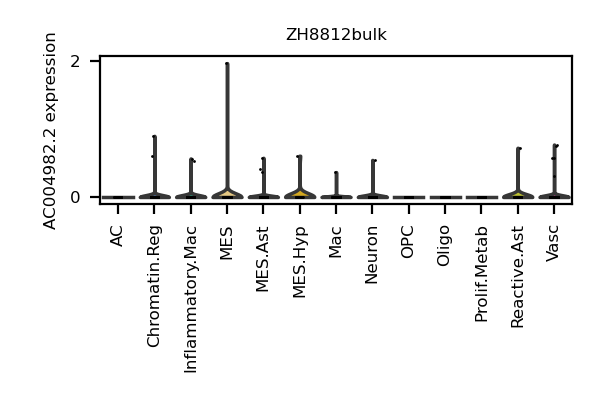 ZH8812bulk
AC004982.2 expression
2
0
AC
Chromatin.Reg
Inflammatory.Mac
MES
MES.Ast
MES.Hyp
Mac
Neuron
OPC
Oligo
Prolif.Metab
Reactive.Ast
Vasc